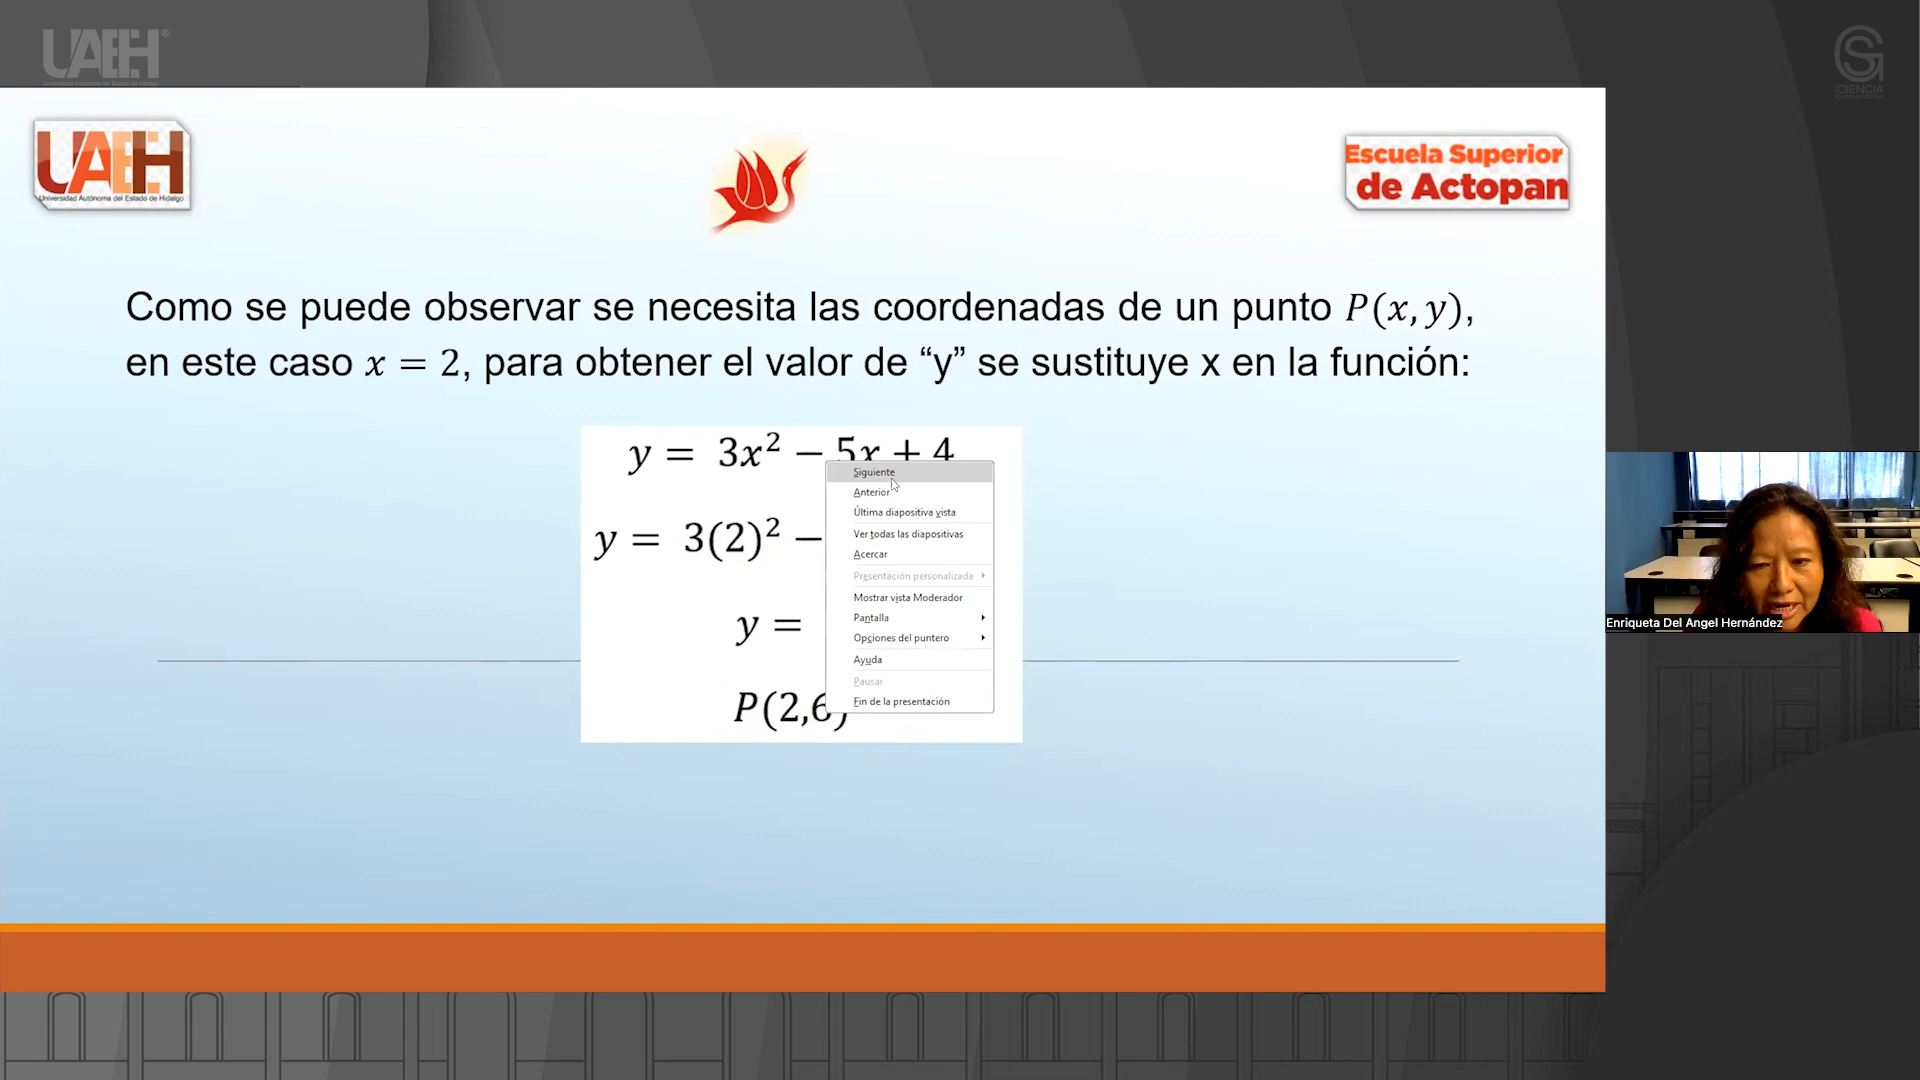 UAEH
CIENCIA
UAEH
Universidad Autónoma del Estado de Hidalgo
Escuela Superior
de Actopan
Como se puede observar se necesita las coordenadas de un punto P(x, y),
en este caso x = 2, para obtener el valor de “y” se sustituye x en la función:
y = 3x² − 5x + 4
y = 3(2)² −
y =
P(2,6)
Siguiente
Anterior
Última diapositiva vista
Ver todas las diapositivas
Acercar
Presentación personalizada
Mostrar vista Moderador
Pantalla
Opciones del puntero
Ayuda
Pausar
Fin de la presentación
Enriqueta Del Angel Hernández